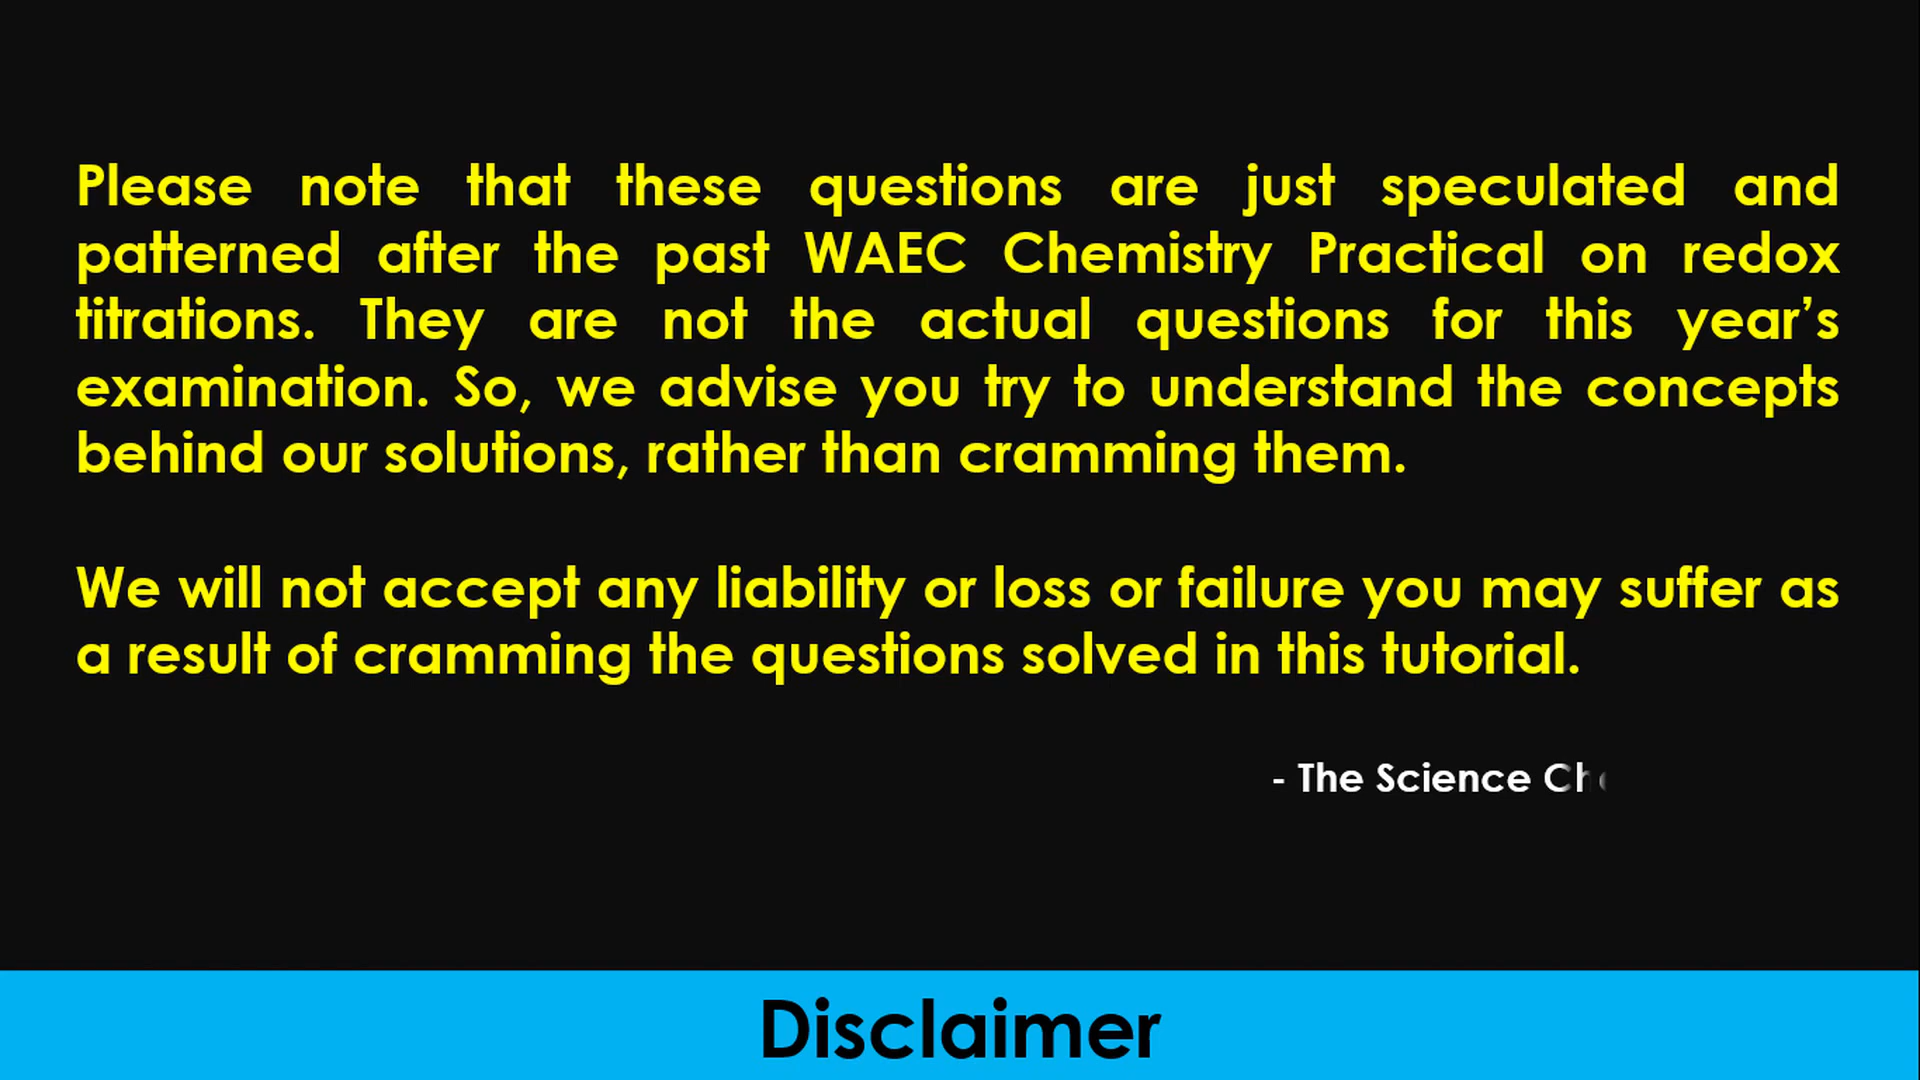 Please note that these questions are just speculated and
patterned after the past WAEC Chemistry Practical on redox
titrations. They are not the actual questions for this year’s
examination. So, we advise you try to understand the concepts
behind our solutions, rather than cramming them.
We will not accept any liability or loss or failure you may suffer as
a result of cramming the questions solved in this tutorial.
- The Science
Disclaimer